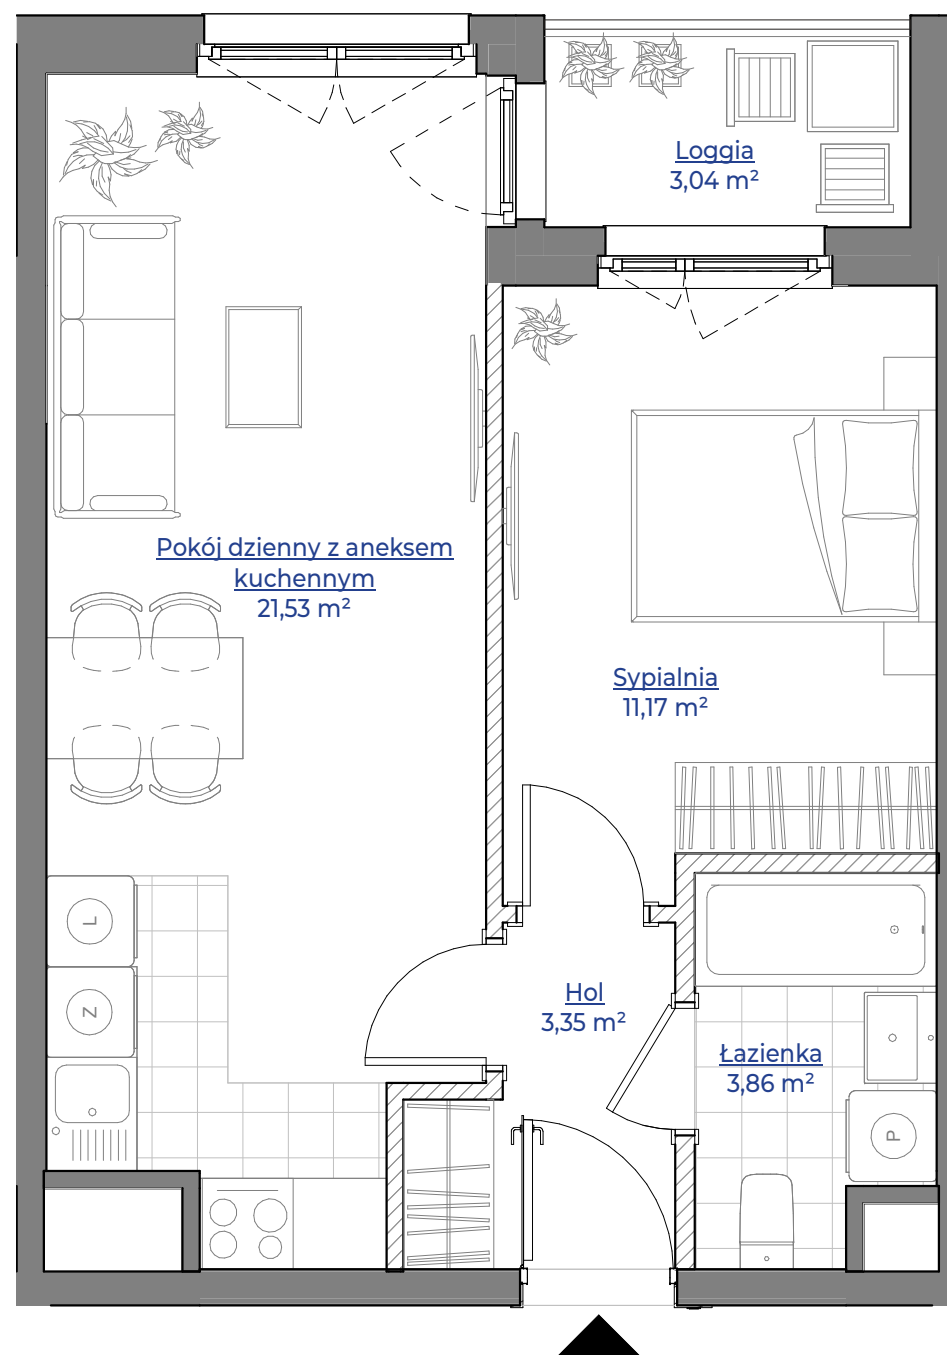 Loggia
3,04 m²
Pokój dzienny z aneksem
kuchennym
21,53 m²
Sypialnia
11,17 m²
L
Z
Hol
3,35 m²
Łazienka
3,86 m²
P